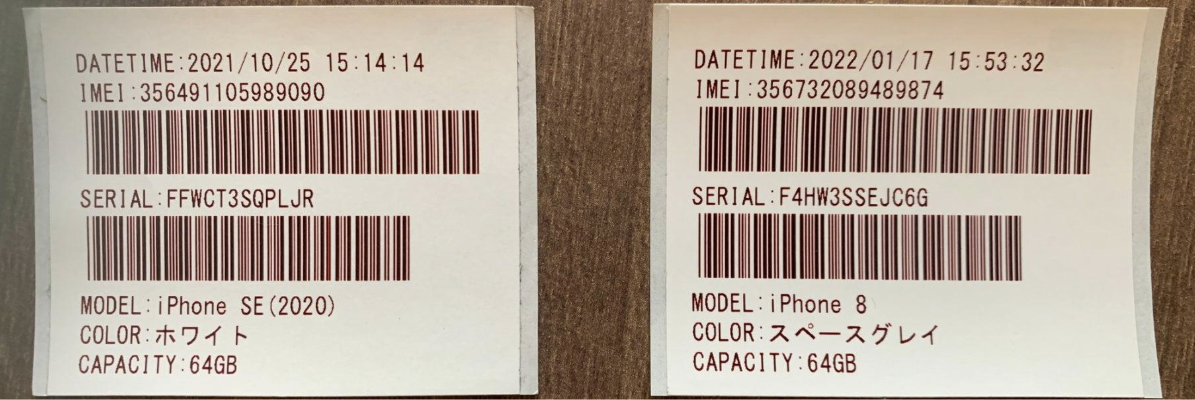 DATETIME:2021/10/25 15:14:14
IMEI:356491105989090
SERIAL:FFWCT3SQPLJR
MODEL:iPhone SE(2020)
COLOR:ホワイト
CAPACITY:64GB
DATETIME:2022/01/17 15:53:32
IMEI:356732089489874
SERIAL:F4HW3SSEJC6G
MODEL:iPhone 8
COLOR:スペースグレイ
CAPACITY:64GB